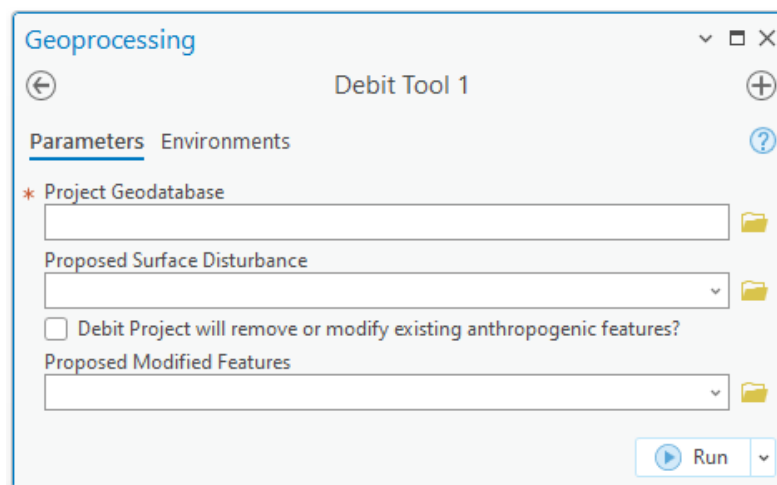 Geoprocessing
Debit Tool 1
Parameters Environments
* Project Geodatabase
Proposed Surface Disturbance
Debit Project will remove or modify existing anthropogenic features?
Proposed Modified Features
Run